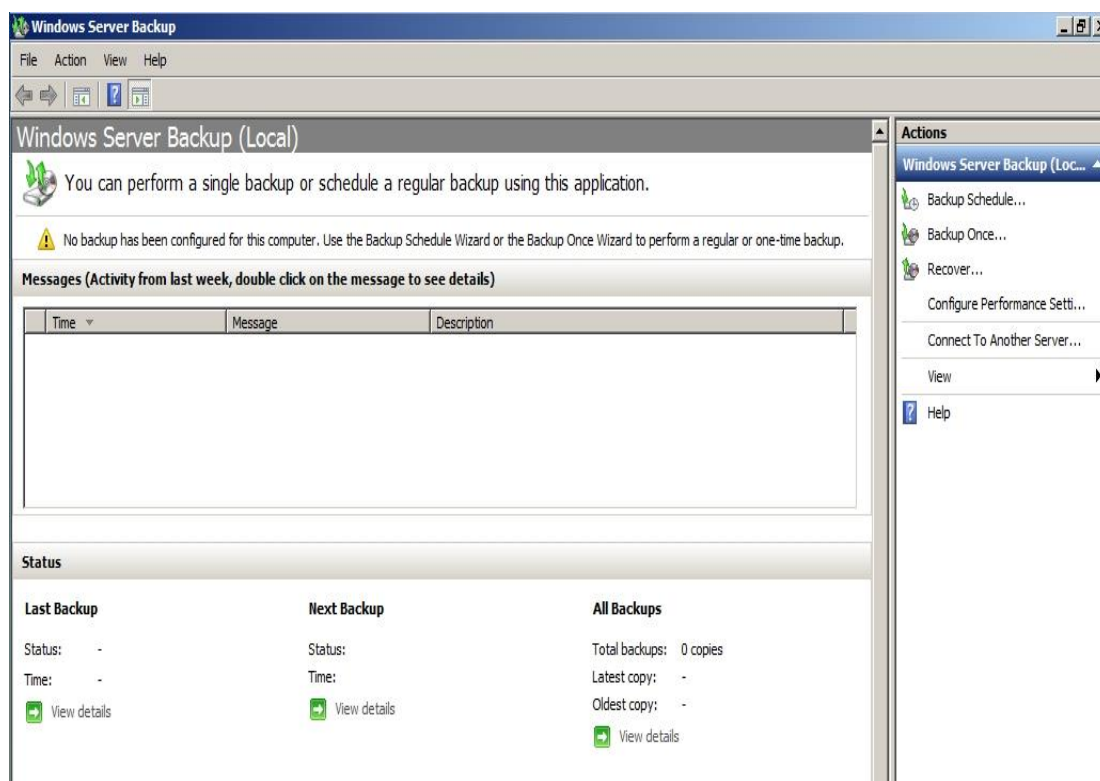 Windows Server Backup
File Action View Help
Windows Server Backup (Local)
You can perform a single backup or schedule a regular backup using this application.
No backup has been configured for this computer. Use the Backup Schedule Wizard or the Backup Once Wizard to perform a regular or one-time backup.
Messages (Activity from last week, double click on the message to see details)
Time Message Description
Status
Last Backup Next Backup All Backups
Status: - Status: Total backups: 0 copies
Time: - Time: Latest copy: -
View details View details Oldest copy: -
View details
Actions
Windows Server Backup (Loc...
Backup Schedule...
Backup Once...
Recover...
Configure Performance Setti...
Connect To Another Server...
View
Help